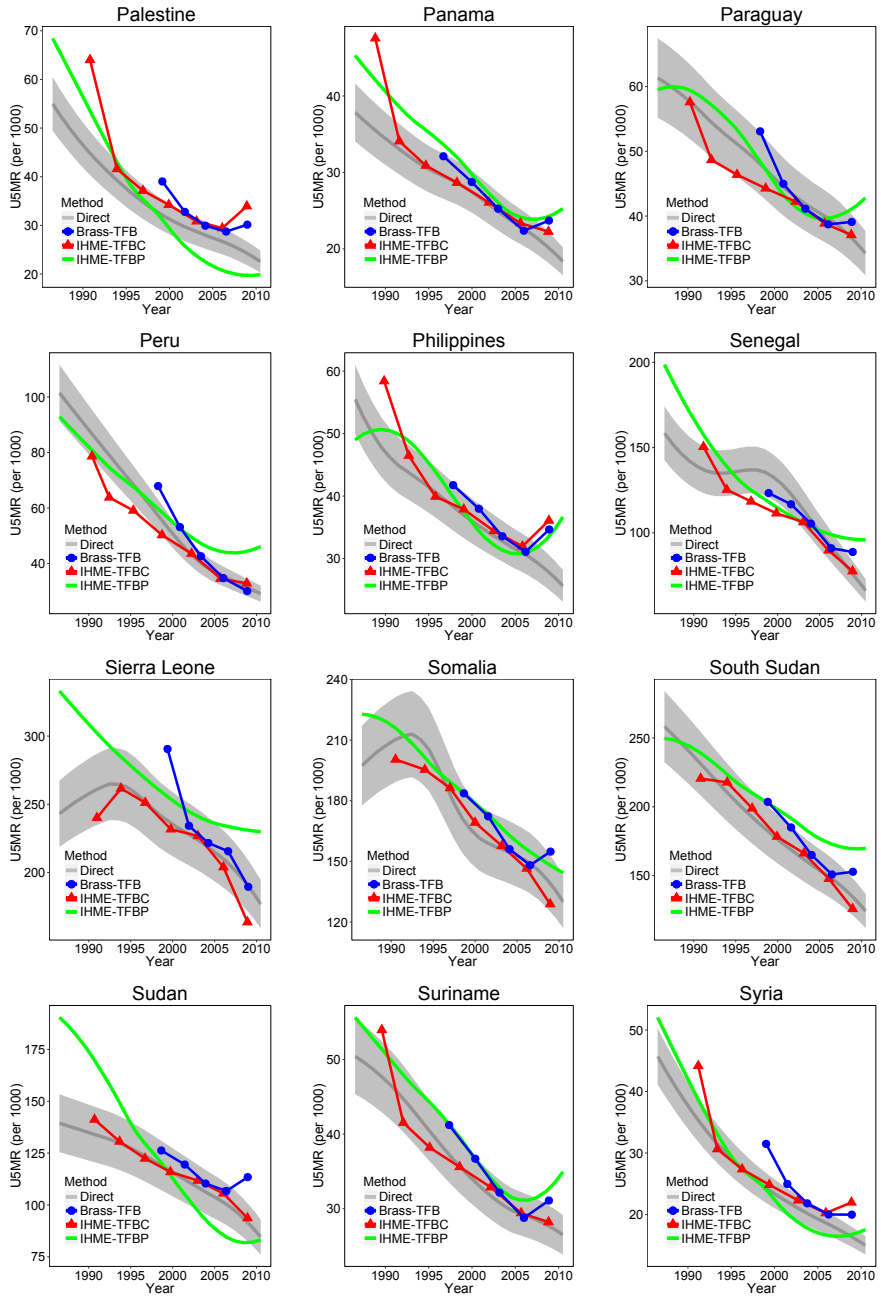 Palestine
70
60
50
40
30
20
U5MR (per 1000)
Method
Direct
Brass-TFB
IHME-TFBC
IHME-TFBP
1990 1995 2000 2005 2010
Year
Panama
40
30
20
U5MR (per 1000)
Method
Direct
Brass-TFB
IHME-TFBC
IHME-TFBP
1990 1995 2000 2005 2010
Year
Paraguay
60
50
40
30
U5MR (per 1000)
Method
Direct
Brass-TFB
IHME-TFBC
IHME-TFBP
1990 1995 2000 2005 2010
Year
Peru
100
80
60
40
U5MR (per 1000)
Method
Direct
Brass-TFB
IHME-TFBC
IHME-TFBP
1990 1995 2000 2005 2010
Year
Philippines
60
50
40
30
U5MR (per 1000)
Method
Direct
Brass-TFB
IHME-TFBC
IHME-TFBP
1990 1995 2000 2005 2010
Year
Senegal
200
150
100
U5MR (per 1000)
Method
Direct
Brass-TFB
IHME-TFBC
IHME-TFBP
1990 1995 2000 2005 2010
Year
Sierra Leone
300
250
200
U5MR (per 1000)
Method
Direct
Brass-TFB
IHME-TFBC
IHME-TFBP
1990 1995 2000 2005 2010
Year
Somalia
240
210
180
150
120
U5MR (per 1000)
Method
Direct
Brass-TFB
IHME-TFBC
IHME-TFBP
1990 1995 2000 2005 2010
Year
South Sudan
250
200
150
U5MR (per 1000)
Method
Direct
Brass-TFB
IHME-TFBC
IHME-TFBP
1990 1995 2000 2005 2010
Year
Sudan
175
150
125
100
75
U5MR (per 1000)
Method
Direct
Brass-TFB
IHME-TFBC
IHME-TFBP
1990 1995 2000 2005 2010
Year
Suriname
50
40
30
U5MR (per 1000)
Method
Direct
Brass-TFB
IHME-TFBC
IHME-TFBP
1990 1995 2000 2005 2010
Year
Syria
50
40
30
20
U5MR (per 1000)
Method
Direct
Brass-TFB
IHME-TFBC
IHME-TFBP
1990 1995 2000 2005 2010
Year